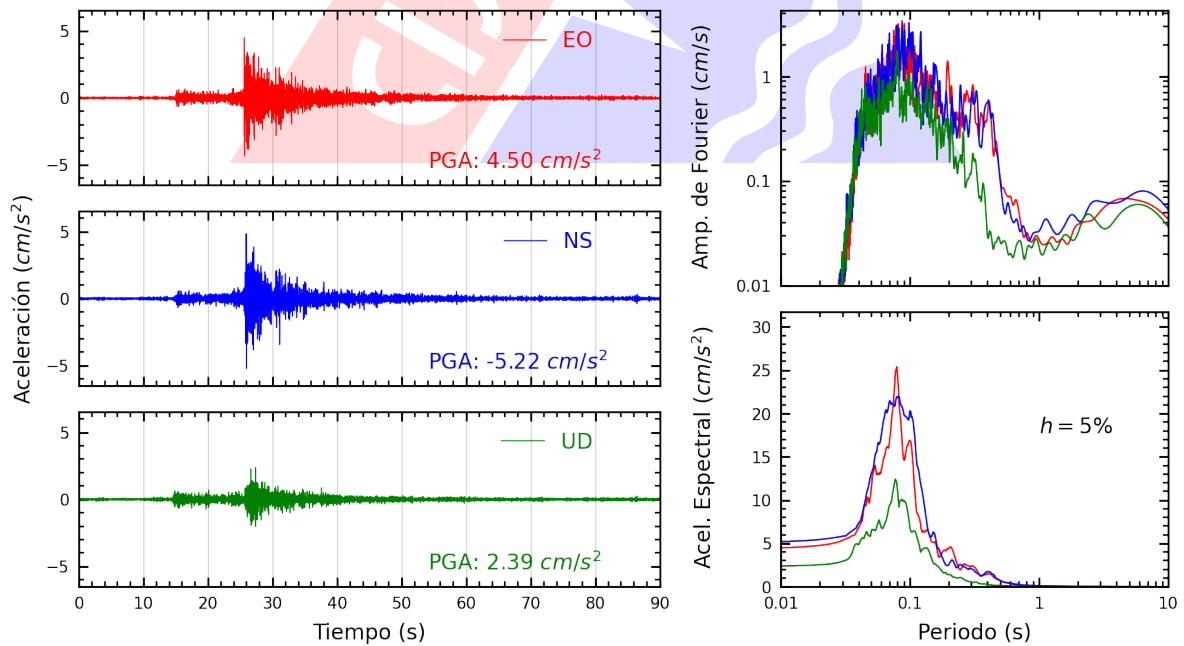 Aceleración (cm/s²)
5
0
−5
EO
PGA: 4.50 cm/s²
5
0
−5
NS
PGA: -5.22 cm/s²
5
0
−5
UD
PGA: 2.39 cm/s²
0 10 20 30 40 50 60 70 80 90
Tiempo (s)
Amp. de Fourier (cm/s)
1
0.1
0.01
Acel. Espectral (cm/s²)
30
25
20
15
10
5
0
h = 5%
0.01 0.1 1 10
Periodo (s)